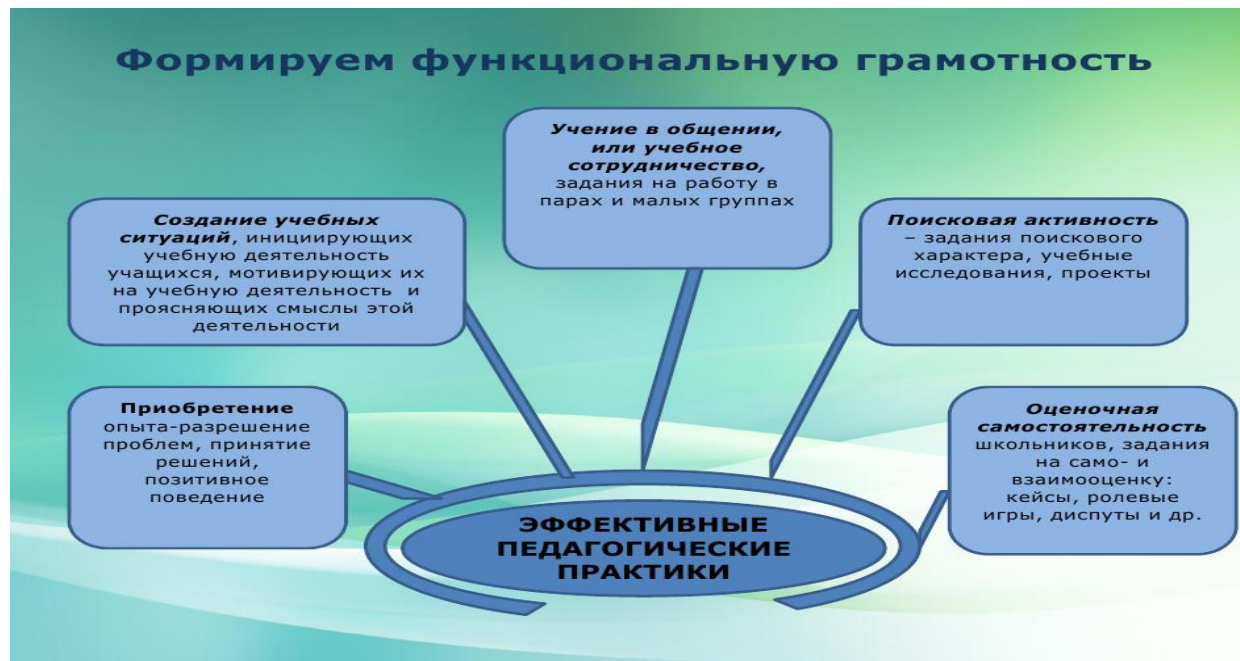 Формируем функциональную грамотность
Учение в общении,
или учебное
сотрудничество,
задания на работу в
парах и малых группах
Создание учебных
ситуаций, инициирующих
учебную деятельность
учащихся, мотивирующих их
на учебную деятельность и
проясняющих смыслы этой
деятельности
Поисковая активность
– задания поискового
характера, учебные
исследования, проекты
Приобретение
опыта-разрешение
проблем, принятие
решений,
позитивное
поведение
Оценочная
самостоятельность
школьников, задания
на само- и
взаимооценку:
кейсы, ролевые
игры, диспуты и др.
ЭФФЕКТИВНЫЕ
ПЕДАГОГИЧЕСКИЕ
ПРАКТИКИ